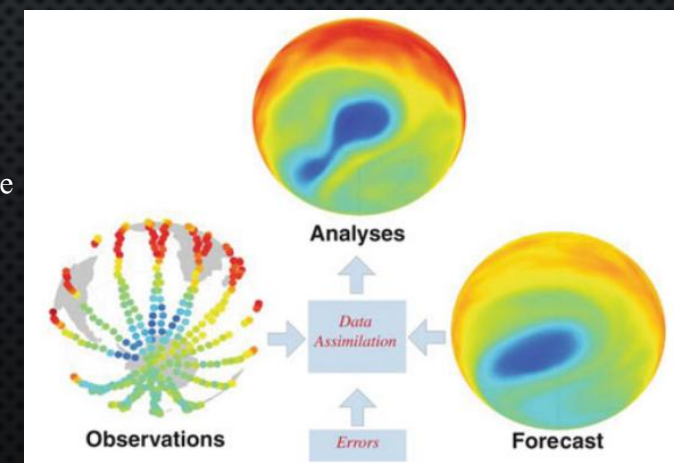 e
Analyses
Data
Assimilation
Observations
Errors
Forecast